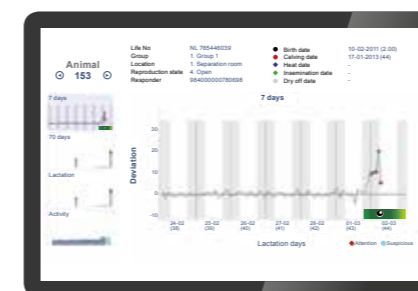 Animal
153
Life No NL 765446039
Group 1. Group 1
Location 1. Separation room
Reproduction state 4. Open
Responder 984000000780698
Birth date 10-02-2011 (2.00)
Calving date 17-01-2013 (44)
Heat date -
Insemination date -
Dry off date -
7 days
70 days
Lactation
Activity
7 days
Deviation
30
20
10
0
-10
24-02 25-02 26-02 27-02 28-02 01-03 02-03
(38) (39) (40) (41) (42) (43) (44)
Lactation days
Attention Suspicious